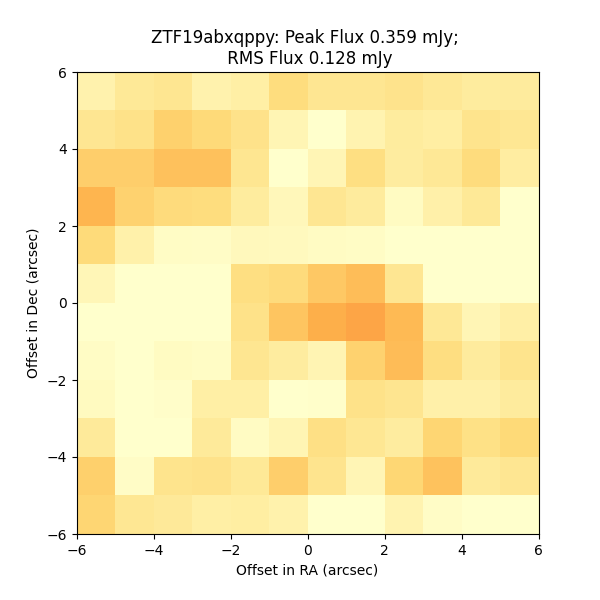 ZTF19abxqppy: Peak Flux 0.359 mJy;
RMS Flux 0.128 mJy
6
4
2
0
−2
−4
−6
Offset in Dec (arcsec)
−6 −4 −2 0 2 4 6
Offset in RA (arcsec)